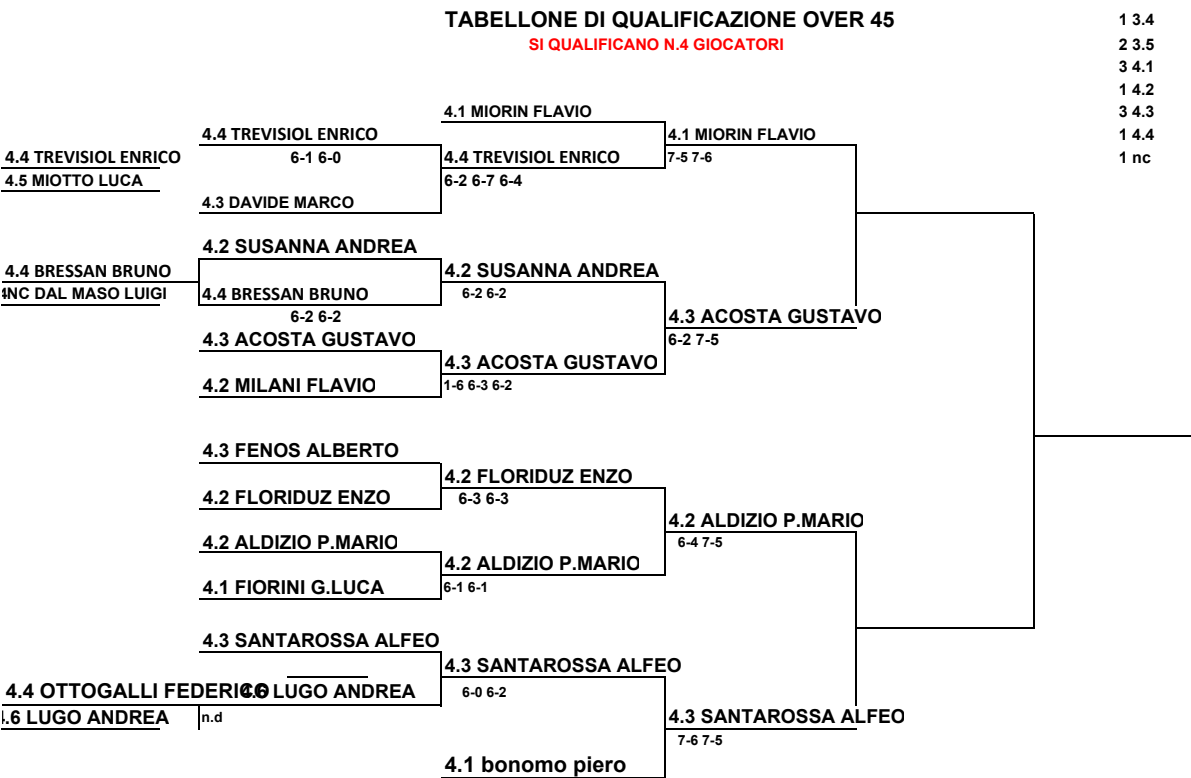 TABELLONE DI QUALIFICAZIONE OVER 45
SI QUALIFICANO N.4 GIOCATORI
1 3.4
2 3.5
3 4.1
1 4.2
3 4.3
1 4.4
1 nc
4.1 MIORIN FLAVIO
4.4 TREVISIOL ENRICO
4.1 MIORIN FLAVIO
4.4 TREVISIOL ENRICO
6-1 6-0
4.4 TREVISIOL ENRICO
7-5 7-6
4.5 MIOTTO LUCA
6-2 6-7 6-4
4.3 DAVIDE MARCO
4.2 SUSANNA ANDREA
4.4 BRESSAN BRUNO
4.2 SUSANNA ANDREA
4NC DAL MASO LUIGI
4.4 BRESSAN BRUNO
6-2 6-2
6-2 6-2
4.3 ACOSTA GUSTAVO
4.3 ACOSTA GUSTAVO
6-2 7-5
4.3 ACOSTA GUSTAVO
4.2 MILANI FLAVIO
1-6 6-3 6-2
4.3 FENOS ALBERTO
4.2 FLORIDUZ ENZO
4.2 FLORIDUZ ENZO
6-3 6-3
4.2 ALDIZIO P.MARIO
4.2 ALDIZIO P.MARIO
6-4 7-5
4.2 ALDIZIO P.MARIO
4.1 FIORINI G.LUCA
6-1 6-1
4.3 SANTAROSSA ALFEO
4.3 SANTAROSSA ALFEO
4.4 OTTOGALLI FEDERICO
4.6 LUGO ANDREA
6-0 6-2
4.6 LUGO ANDREA
n.d
4.3 SANTAROSSA ALFEO
7-6 7-5
4.1 bonomo piero